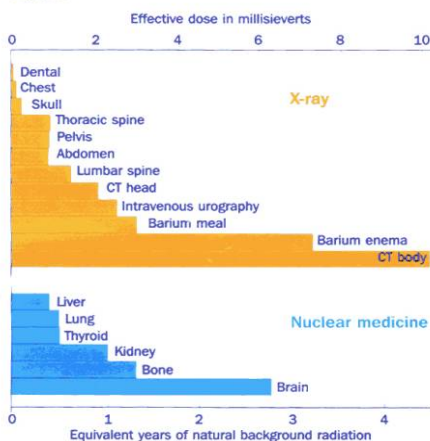 Effective dose in millisieverts
0 2 4 6 8 10
Dental
Chest
X-ray
Skull
Thoracic spine
Pelvis
Abdomen
Lumbar spine
CT head
Intravenous urography
Barium meal
Barium enema
CT body
Liver
Lung
Nuclear medicine
Thyroid
Kidney
Bone
Brain
0 1 2 3 4
Equivalent years of natural background radiation